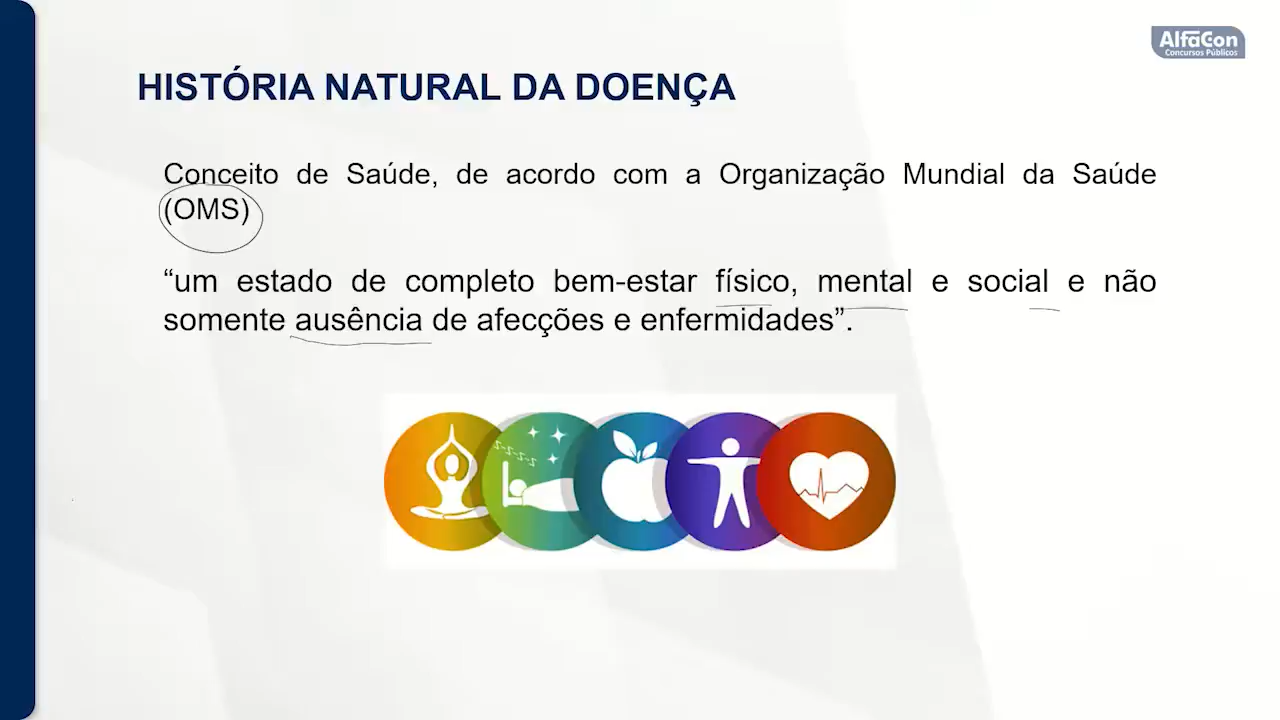 AlfaCon
Concursos Públicos
HISTÓRIA NATURAL DA DOENÇA
Conceito de Saúde, de acordo com a Organização Mundial da Saúde
(OMS)
“um estado de completo bem-estar físico, mental e social e não
somente ausência de afecções e enfermidades”.
zzzzzz